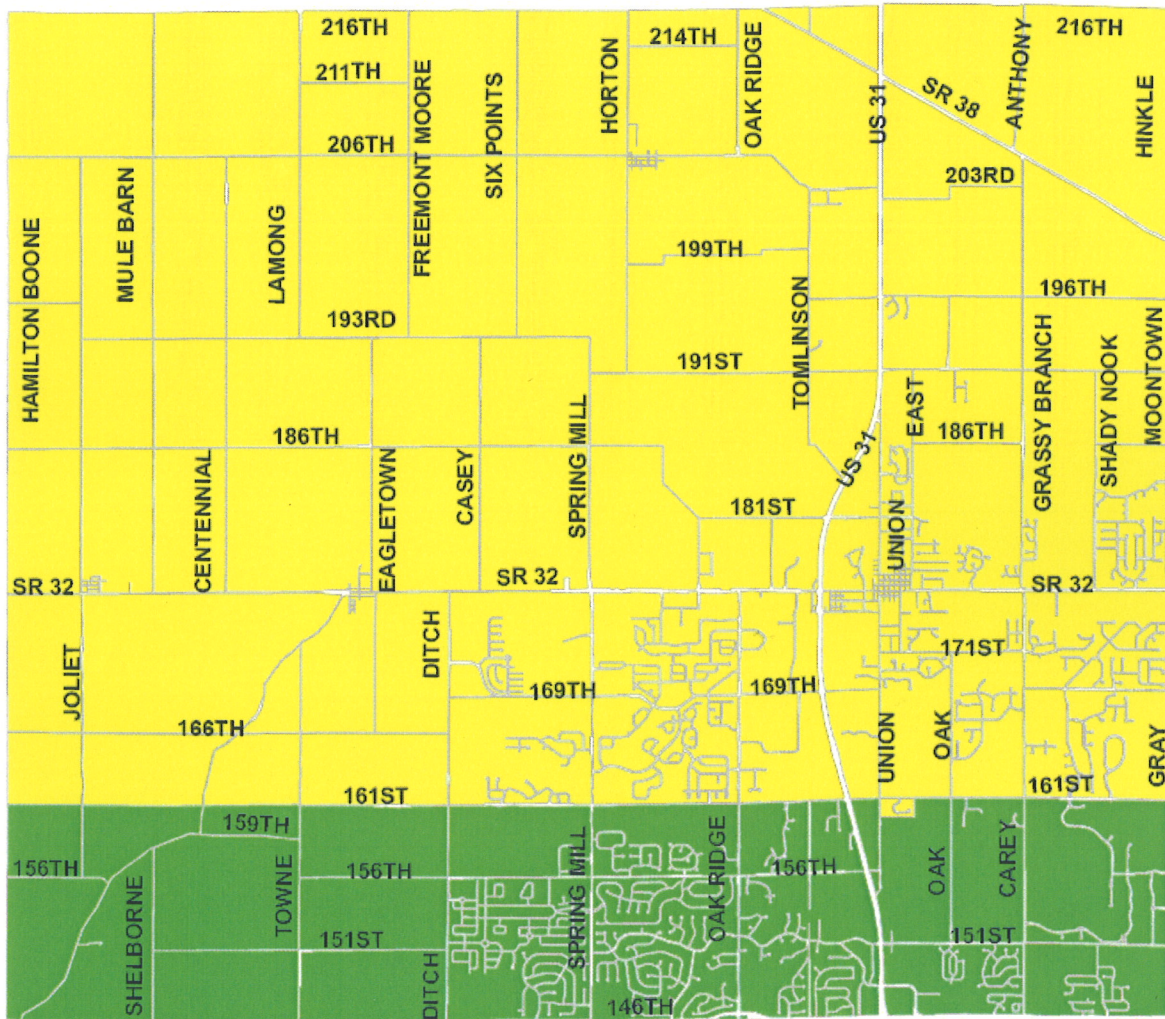 216TH
214TH
216TH
211TH
FREEMONT MOORE
SIX POINTS
HORTON
OAK RIDGE
US 31
SR 38
ANTHONY
HINKLE
206TH
203RD
HAMILTON BOONE
MULE BARN
LAMONG
199TH
TOMLINSON
196TH
193RD
191ST
GRASSY BRANCH
SHADY NOOK
MOONTOWN
186TH
SPRING MILL
US 31
EAST
186TH
CENTENNIAL
EAGLETOWN
CASEY
181ST
UNION
SR 32
SR 32
SR 32
JOLIET
DITCH
171ST
169TH
169TH
166TH
UNION
OAK
GRAY
161ST
161ST
159TH
156TH
156TH
156TH
SHELBORNE
TOWNE
SPRING MILL
OAK RIDGE
OAK
CAREY
151ST
151ST
DITCH
146TH